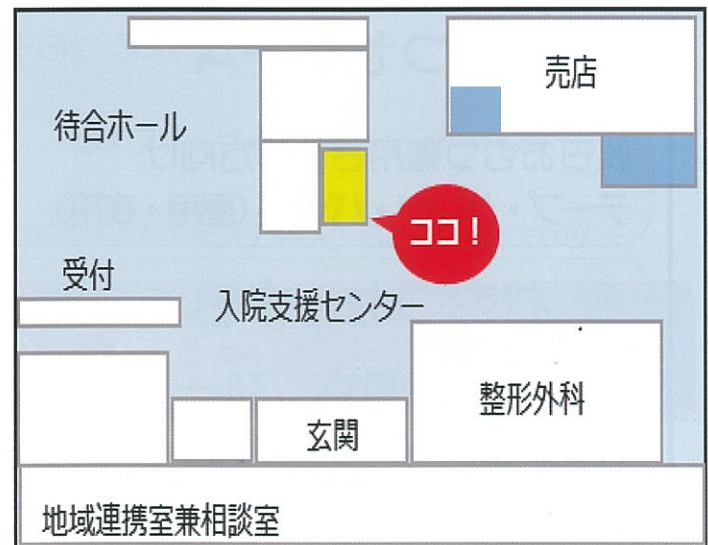 売店
待合ホール
ココ！
受付
入院支援センター
整形外科
玄関
地域連携室兼相談室